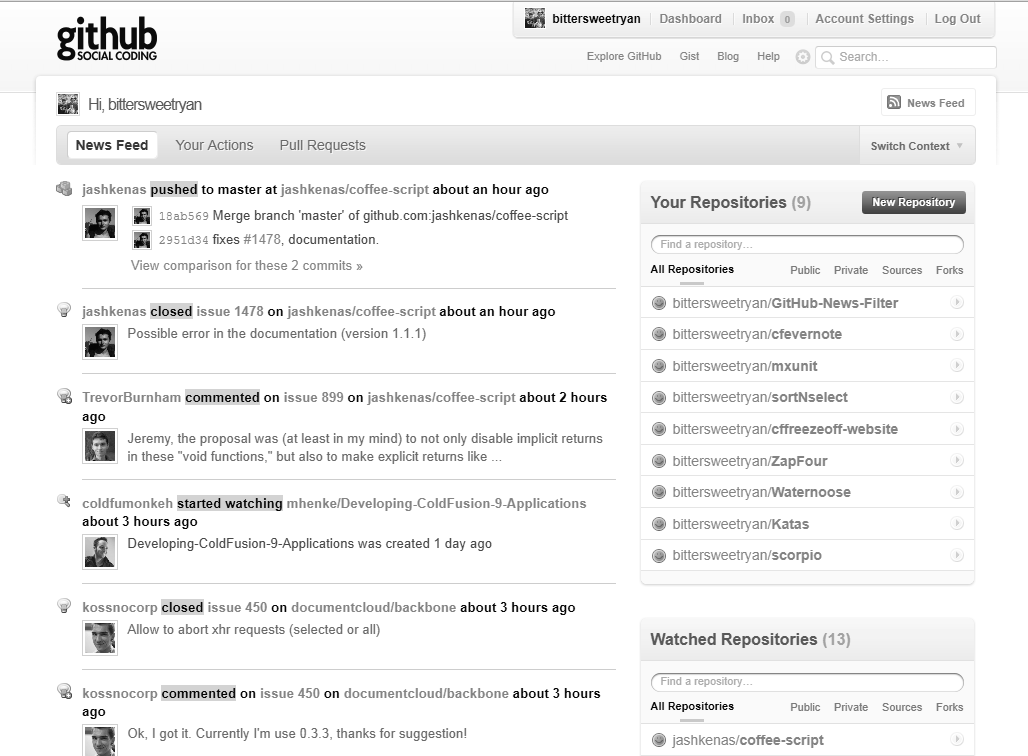 github
SOCIAL CODING
bittersweetryan Dashboard Inbox 0 Account Settings Log Out
Explore GitHub Gist Blog Help Search...
Hi, bittersweetryan
News Feed
News Feed Your Actions Pull Requests
Switch Context
jashkenas pushed to master at jashkenas/coffee-script about an hour ago
18ab569 Merge branch 'master' of github.com:jashkenas/coffee-script
2951d34 fixes #1478, documentation.
View comparison for these 2 commits »
jashkenas closed issue 1478 on jashkenas/coffee-script about an hour ago
Possible error in the documentation (version 1.1.1)
TrevorBurnham commented on issue 899 on jashkenas/coffee-script about 2 hours
ago
Jeremy, the proposal was (at least in my mind) to not only disable implicit returns
in these "void functions," but also to make explicit returns like ...
coldfumonkeh started watching mhenke/Developing-ColdFusion-9-Applications
about 3 hours ago
Developing-ColdFusion-9-Applications was created 1 day ago
kossnocorp closed issue 450 on documentcloud/backbone about 3 hours ago
Allow to abort xhr requests (selected or all)
kossnocorp commented on issue 450 on documentcloud/backbone about 3 hours
ago
Ok, I got it. Currently I'm use 0.3.3, thanks for suggestion!
Your Repositories (9)
New Repository
Find a repository...
All Repositories Public Private Sources Forks
bittersweetryan/GitHub-News-Filter
bittersweetryan/cfevernote
bittersweetryan/mxunit
bittersweetryan/sortNselect
bittersweetryan/cffreezeoff-website
bittersweetryan/ZapFour
bittersweetryan/Waternoose
bittersweetryan/Katas
bittersweetryan/scorpio
Watched Repositories (13)
Find a repository...
All Repositories Public Private Sources Forks
jashkenas/coffee-script